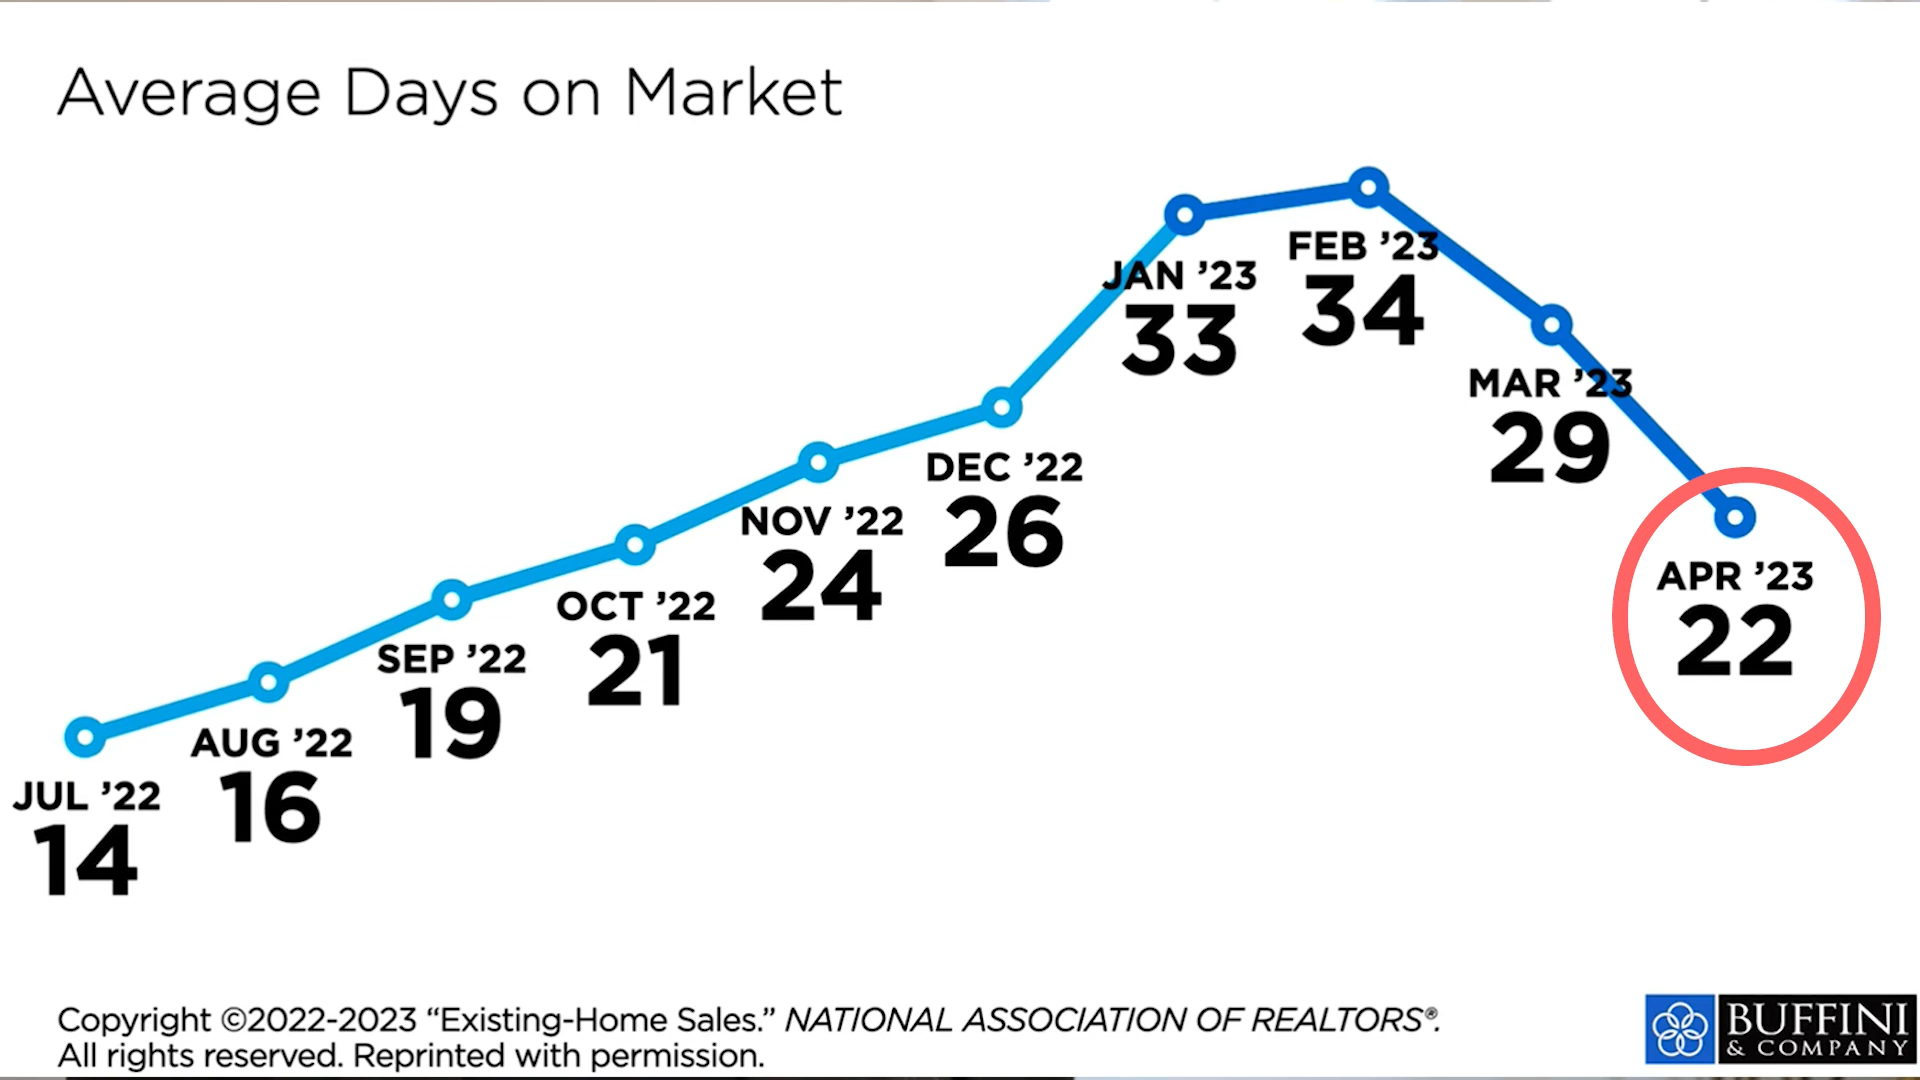 Average Days on Market
JUL ’22
14
AUG ’22
16
SEP ’22
19
OCT ’22
21
NOV ’22
24
DEC ’22
26
JAN ’23
33
FEB ’23
34
MAR ’23
29
APR ’23
22
Copyright ©2022-2023 “Existing-Home Sales.” NATIONAL ASSOCIATION OF REALTORS®.
All rights reserved. Reprinted with permission.
BUFFINI
& COMPANY